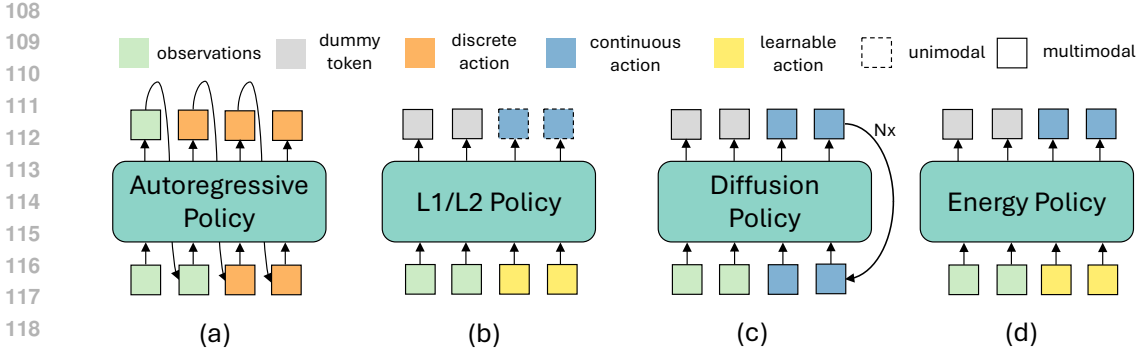 108
109
110
111
112
113
114
115
116
117
118
observations
dummy
token
discrete
action
continuous
action
learnable
action
unimodal
multimodal
Autoregressive
Policy
L1/L2 Policy
Diffusion
Policy
Nx
Energy Policy
(a)
(b)
(c)
(d)